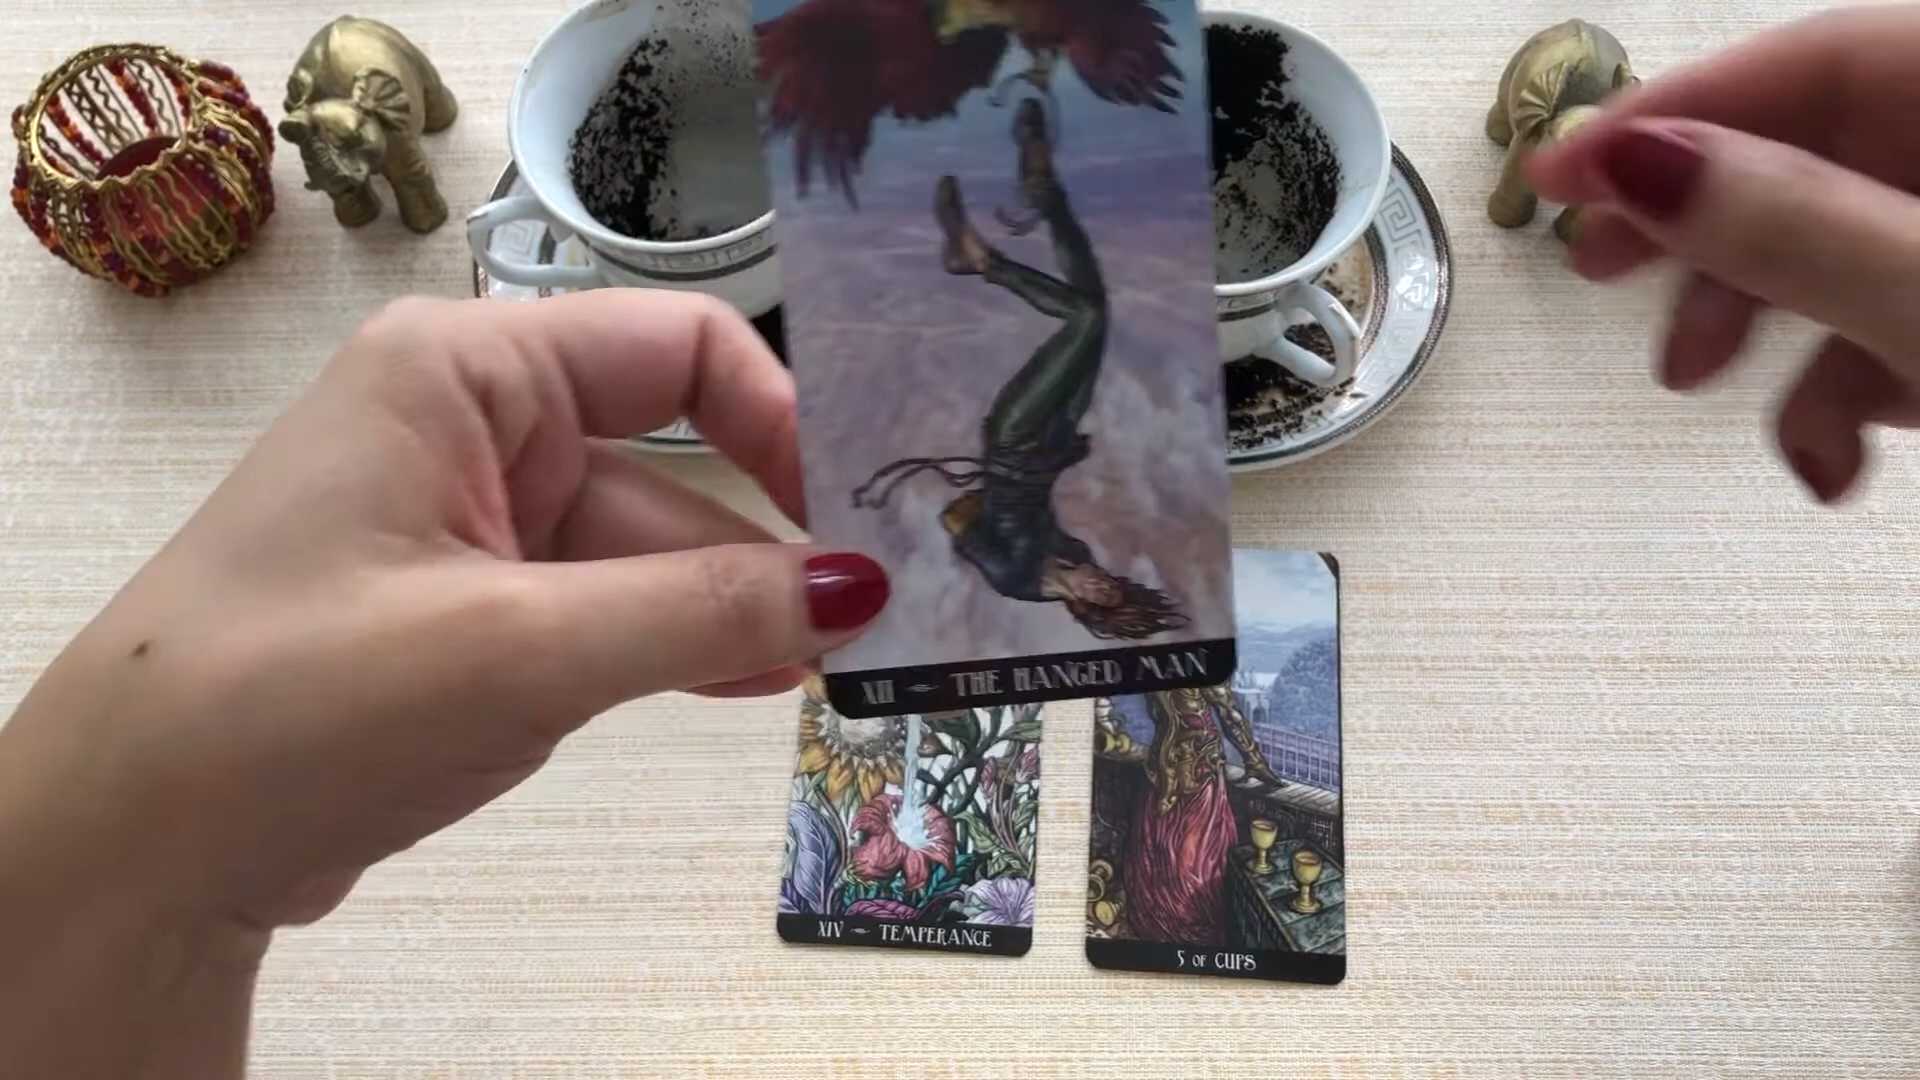 XII ~ THE HANGED MAN
XIV ~ TEMPERANCE
5 OF CUPS